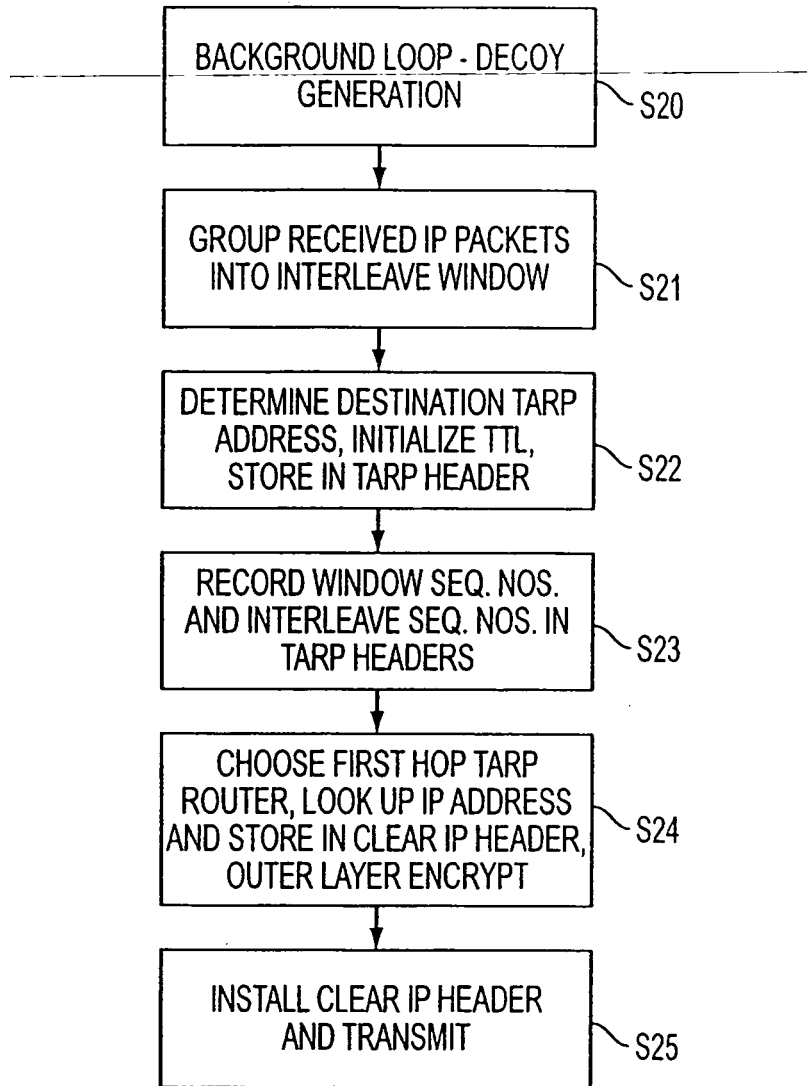 BACKGROUND LOOP - DECOY
GENERATION
S20
GROUP RECEIVED IP PACKETS
INTO INTERLEAVE WINDOW
S21
DETERMINE DESTINATION TARP
ADDRESS, INITIALIZE TTL,
STORE IN TARP HEADER
S22
RECORD WINDOW SEQ. NOS.
AND INTERLEAVE SEQ. NOS. IN
TARP HEADERS
S23
CHOOSE FIRST HOP TARP
ROUTER, LOOK UP IP ADDRESS
AND STORE IN CLEAR IP HEADER,
OUTER LAYER ENCRYPT
S24
INSTALL CLEAR IP HEADER
AND TRANSMIT
S25